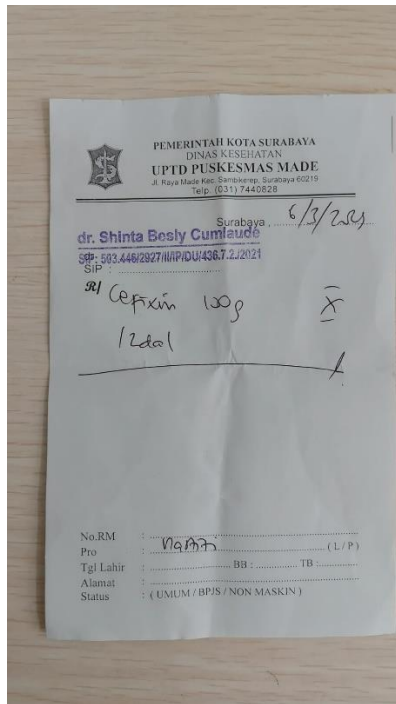 PEMERINTAH KOTA SURABAYA
DINAS KESEHATAN
UPTD PUSKESMAS MADE
Jl. Raya Made Kec. Sambikerep, Surabaya 60219
Telp. (031) 7440828
Surabaya, 6/3/2024
dr. Shinta Besly Cumlaude
SIP: 503.446/2927/II/IP/DU/436.7.2./2021
SIP :
R/ Cefixim 100g X
No.RM :
Pro : (L/P)
Tgl Lahir : BB : TB :
Alamat :
Status : ( UMUM / BPJS / NON MASKIN )